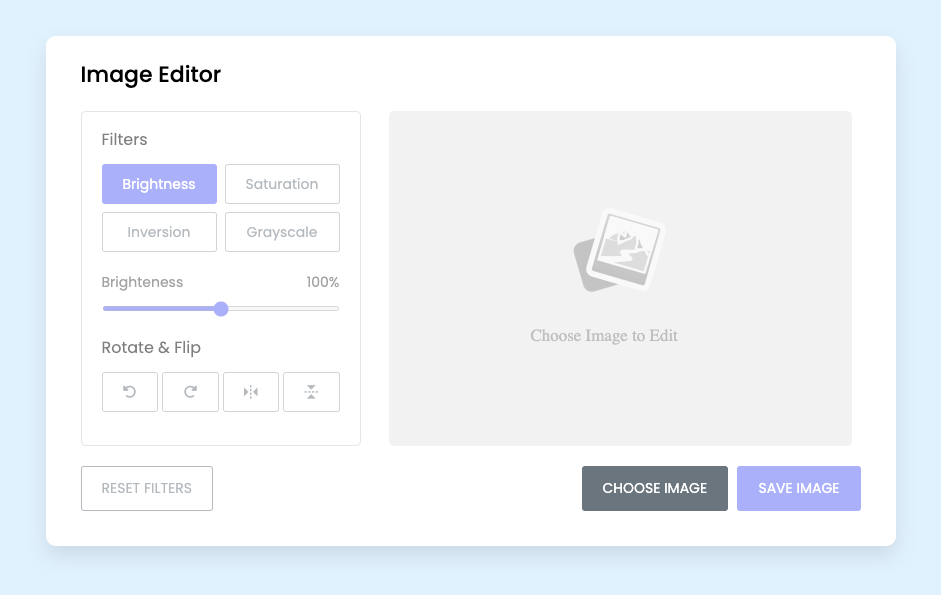 Image Editor
Filters
Brightness
Saturation
Inversion
Grayscale
Brighteness
100%
Rotate & Flip
Choose Image to Edit
RESET FILTERS
CHOOSE IMAGE
SAVE IMAGE